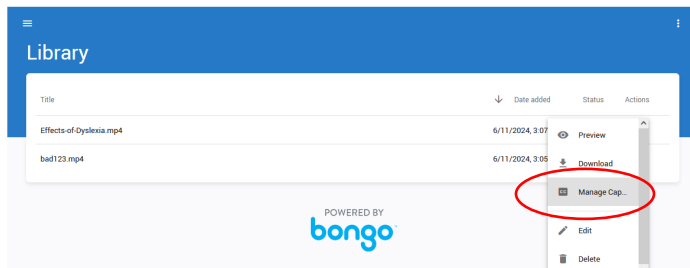 Library
Title Date added Status Actions
Effects-of-Dyslexia.mp4 6/11/2024, 3:07
bad123.mp4 6/11/2024, 3:05
Preview
Download
Manage Cap...
Edit
Delete
POWERED BY
bongo